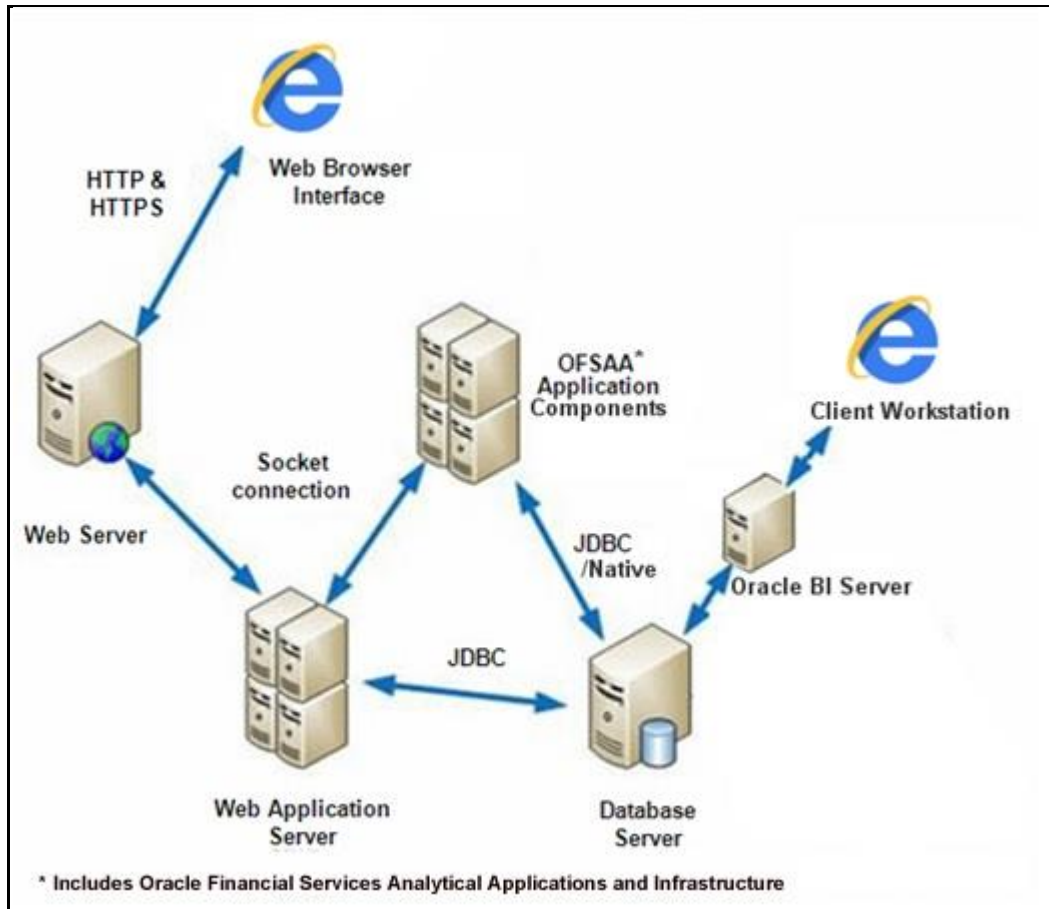 HTTP &
HTTPS
Web Browser
Interface
OFSAA*
Application
Components
Client Workstation
Socket
connection
Web Server
JDBC
/Native
Oracle BI Server
JDBC
Web Application
Server
Database
Server
* Includes Oracle Financial Services Analytical Applications and Infrastructure